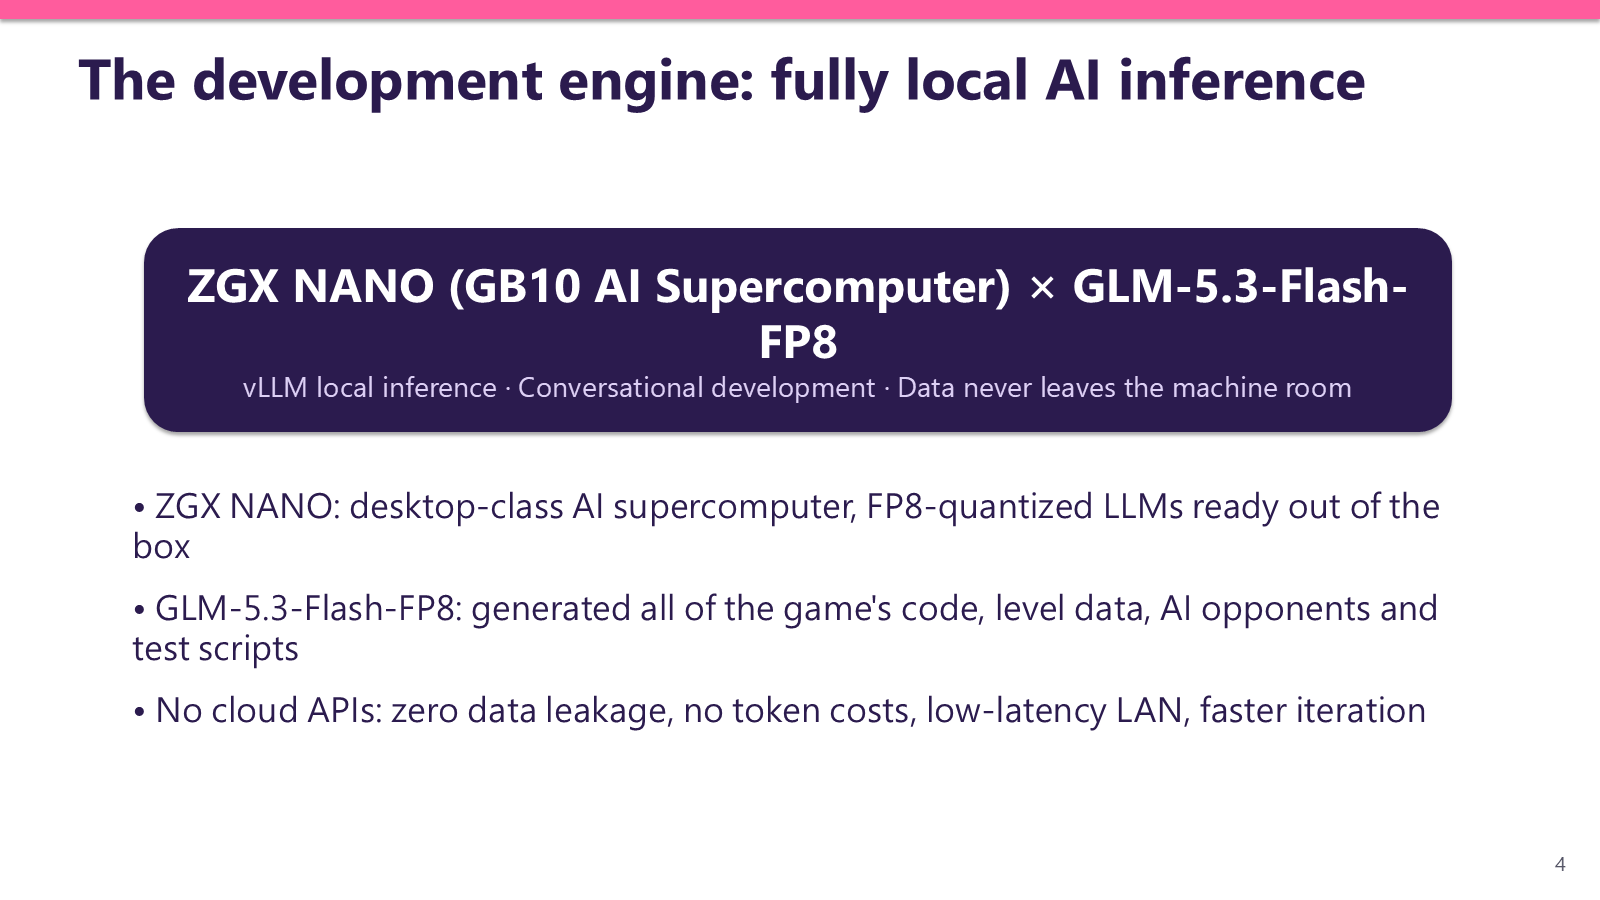 The development engine: fully local AI inference
ZGX NANO (GB10 AI Supercomputer) × GLM-5.3-Flash-
FP8
vLLM local inference · Conversational development · Data never leaves the machine room
• ZGX NANO: desktop-class AI supercomputer, FP8-quantized LLMs ready out of the
box
• GLM-5.3-Flash-FP8: generated all of the game's code, level data, AI opponents and
test scripts
• No cloud APIs: zero data leakage, no token costs, low-latency LAN, faster iteration
4